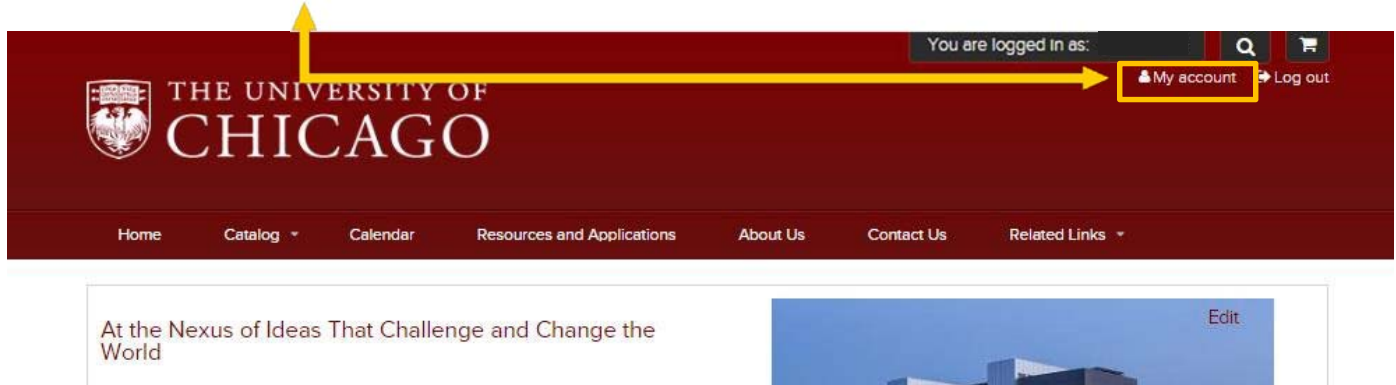 You are logged in as:
My account Log out
THE UNIVERSITY OF
CHICAGO
Home Catalog Calendar Resources and Applications About Us Contact Us Related Links
At the Nexus of Ideas That Challenge and Change the
World
Edit